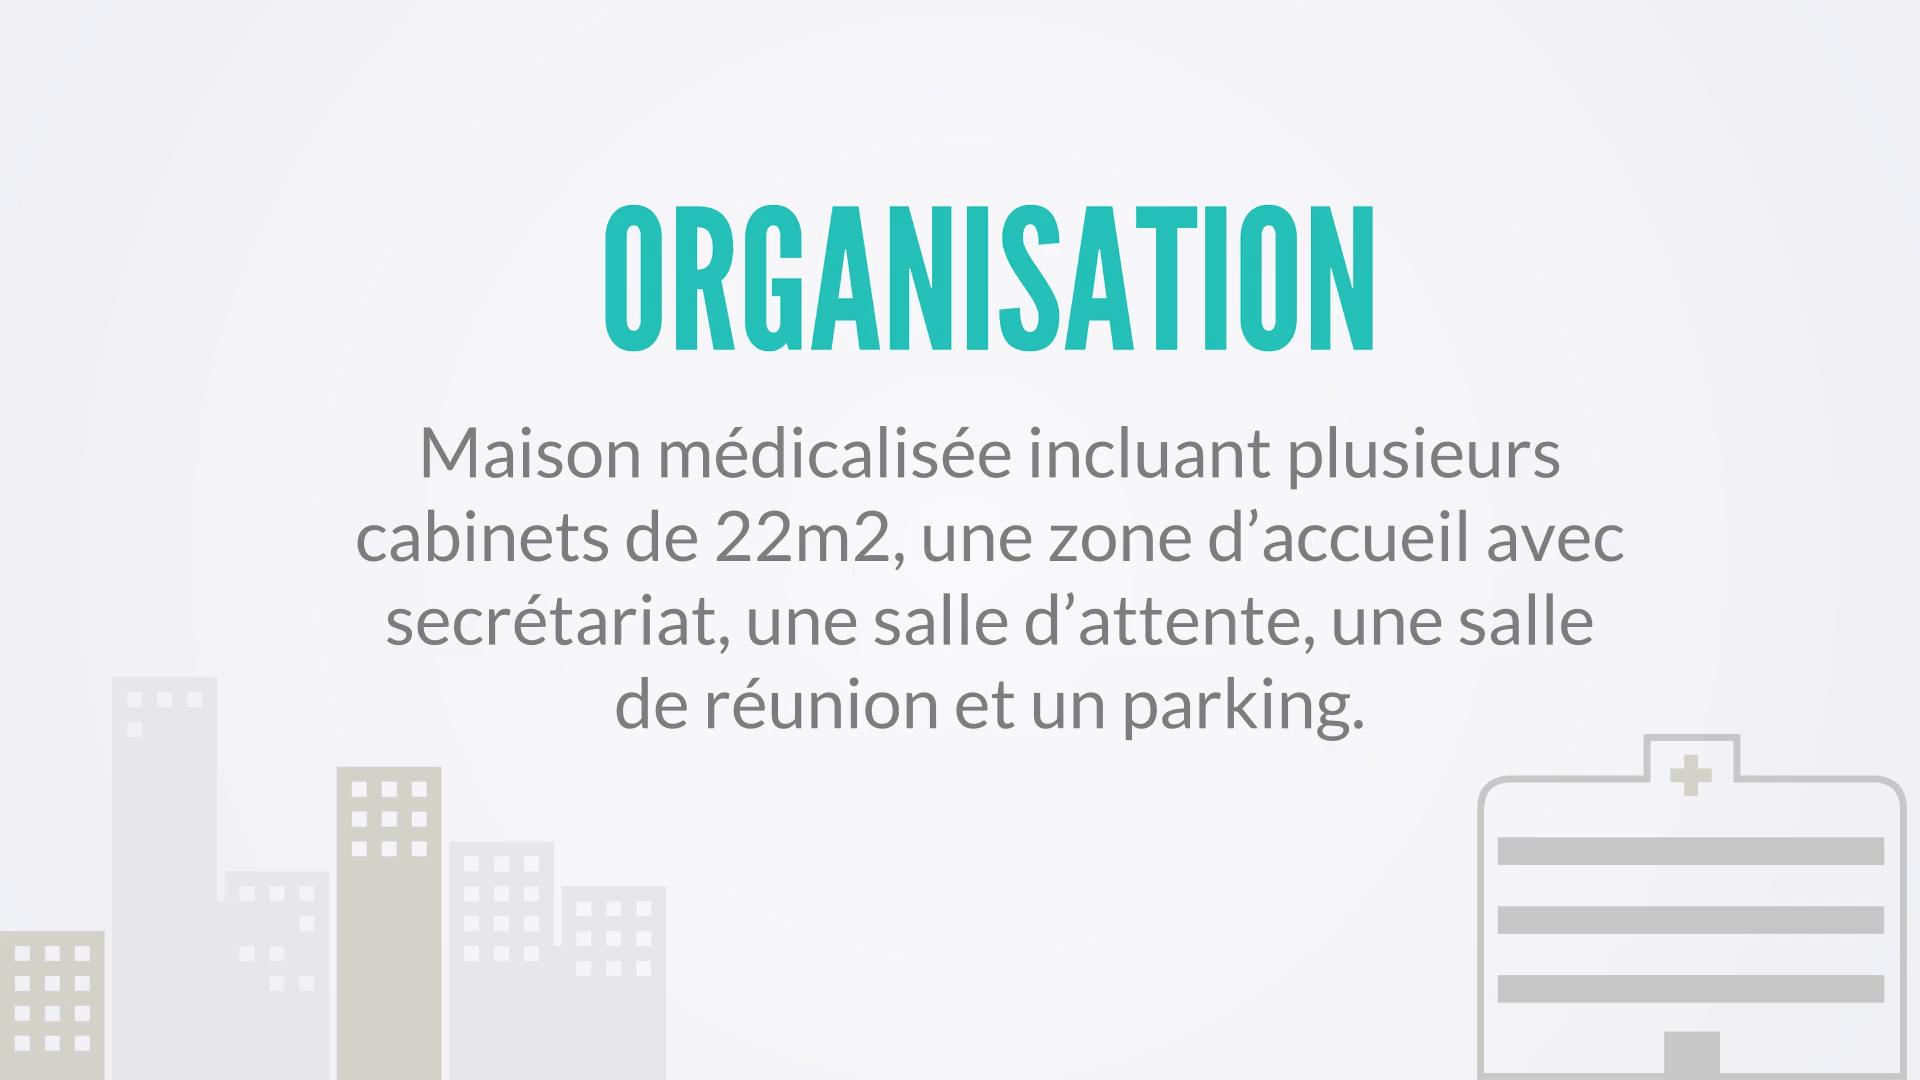 ORGANISATION
Maison médicalisée incluant plusieurs
cabinets de 22m2, une zone d’accueil avec
secrétariat, une salle d’attente, une salle
de réunion et un parking.